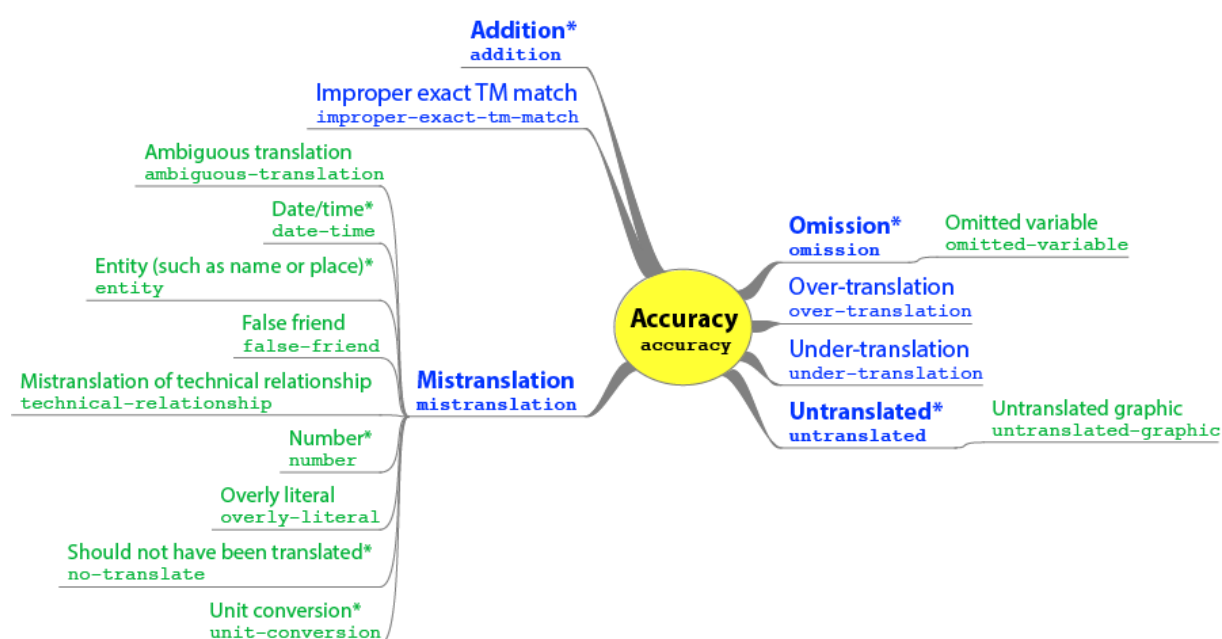 Addition*
addition
Improper exact TM match
improper-exact-tm-match
Ambiguous translation
ambiguous-translation
Date/time*
date-time
Entity (such as name or place)*
entity
False friend
false-friend
Mistranslation of technical relationship
technical-relationship
Number*
number
Overly literal
overly-literal
Should not have been translated*
no-translate
Unit conversion*
unit-conversion
Mistranslation
mistranslation
Accuracy
accuracy
Omission*
omission
Omitted variable
omitted-variable
Over-translation
over-translation
Under-translation
under-translation
Untranslated*
untranslated
Untranslated graphic
untranslated-graphic